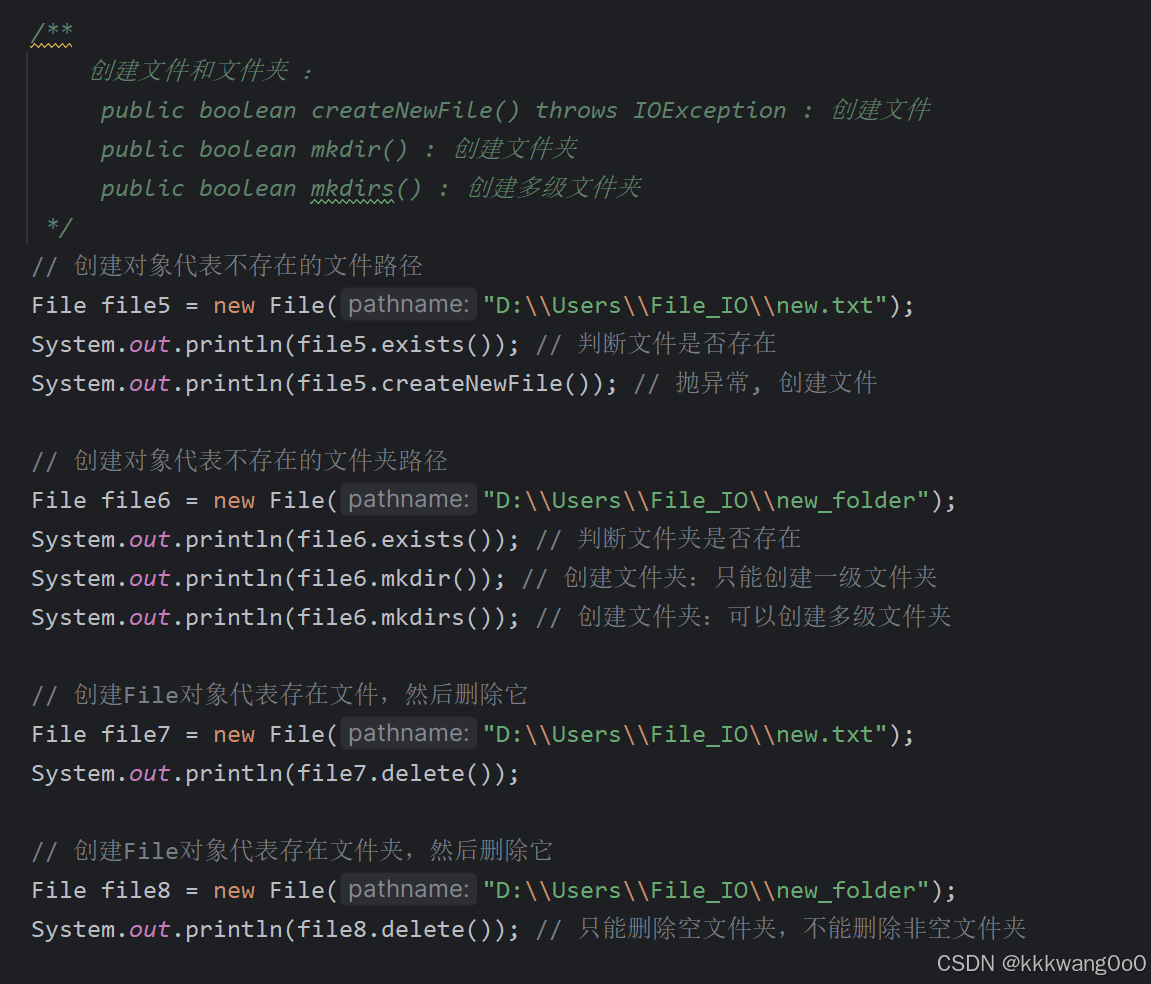 /**
创建文件和文件夹 ：
public boolean createNewFile() throws IOException : 创建文件
public boolean mkdir() : 创建文件夹
public boolean mkdirs() : 创建多级文件夹
*/
// 创建对象代表不存在的文件路径
File file5 = new File( pathname: "D:\\Users\\File_IO\\new.txt");
System.out.println(file5.exists()); // 判断文件是否存在
System.out.println(file5.createNewFile()); // 抛异常, 创建文件
// 创建对象代表不存在的文件夹路径
File file6 = new File( pathname: "D:\\Users\\File_IO\\new_folder");
System.out.println(file6.exists()); // 判断文件夹是否存在
System.out.println(file6.mkdir()); // 创建文件夹：只能创建一级文件夹
System.out.println(file6.mkdirs()); // 创建文件夹：可以创建多级文件夹
// 创建File对象代表存在文件，然后删除它
File file7 = new File( pathname: "D:\\Users\\File_IO\\new.txt");
System.out.println(file7.delete());
// 创建File对象代表存在文件夹，然后删除它
File file8 = new File( pathname: "D:\\Users\\File_IO\\new_folder");
System.out.println(file8.delete()); // 只能删除空文件夹，不能删除非空文件夹
CSDN @kkkwang0o0